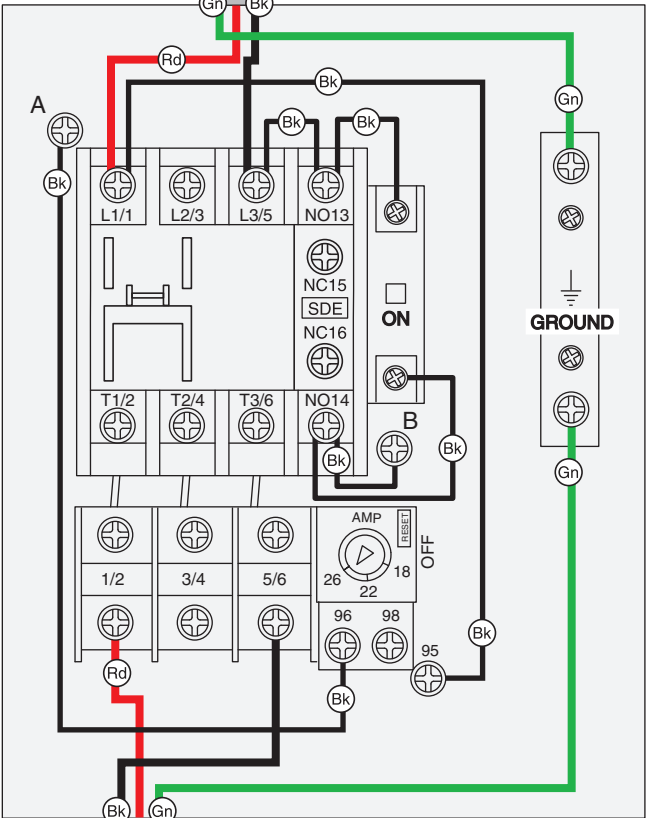 Gn Bk
Rd
Bk
Gn
A
Bk Bk
Bk
L1/1 L2/3 L3/5 NO13
NC15
SDE
ON
GROUND
NC16
T1/2 T2/4 T3/6 NO14
B
Bk
Bk
Gn
AMP
RESET
OFF
26 22 18
1/2 3/4 5/6
96 98
95
Bk
Rd
Bk
Bk Gn